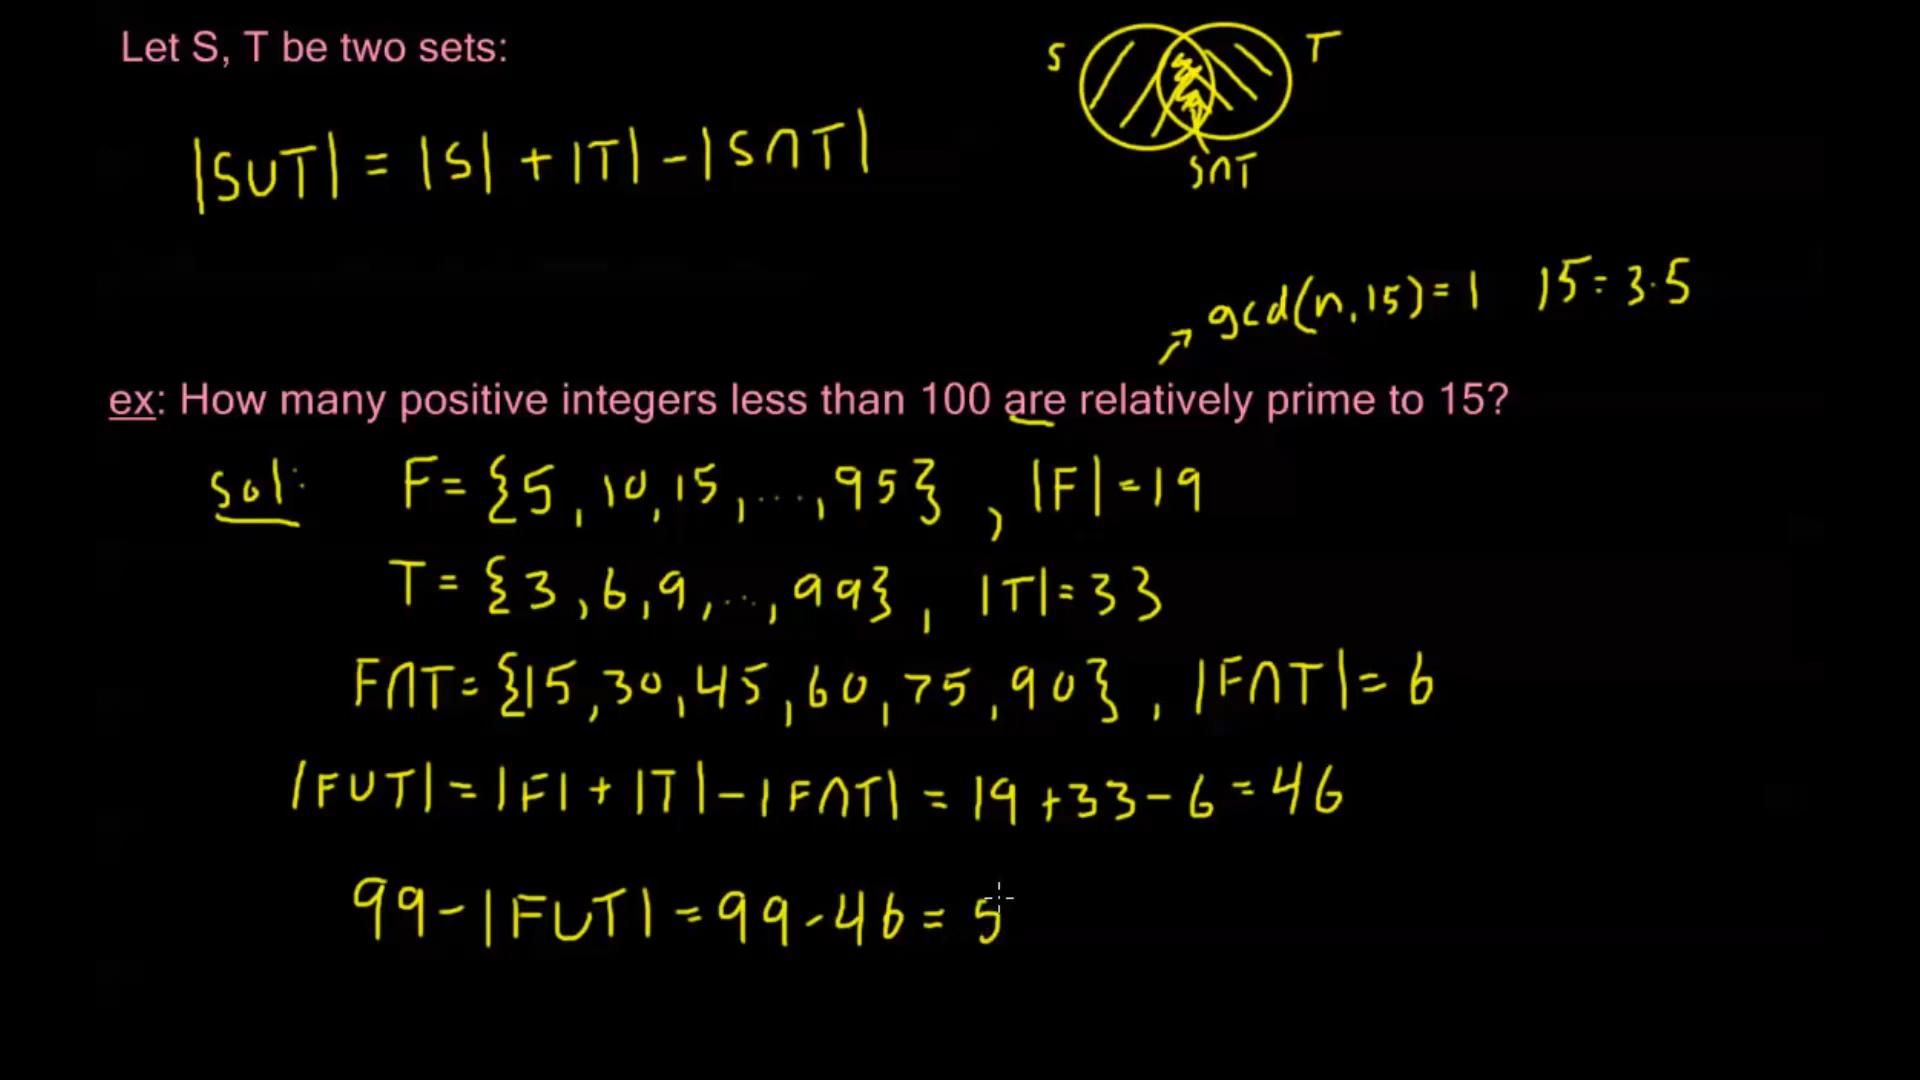 Let S, T be two sets:
S T
S∩T
|S∪T| = |S| + |T| - |S∩T|
gcd(n,15)=1 15=3·5
ex: How many positive integers less than 100 are relatively prime to 15?
Sol: F={5,10,15,...,95}, |F|=19
T={3,6,9,...,99}, |T|=33
F∩T={15,30,45,60,75,90}, |F∩T|=6
|F∪T|=|F|+|T|-|F∩T|=19+33-6=46
99-|F∪T|=99-46=5